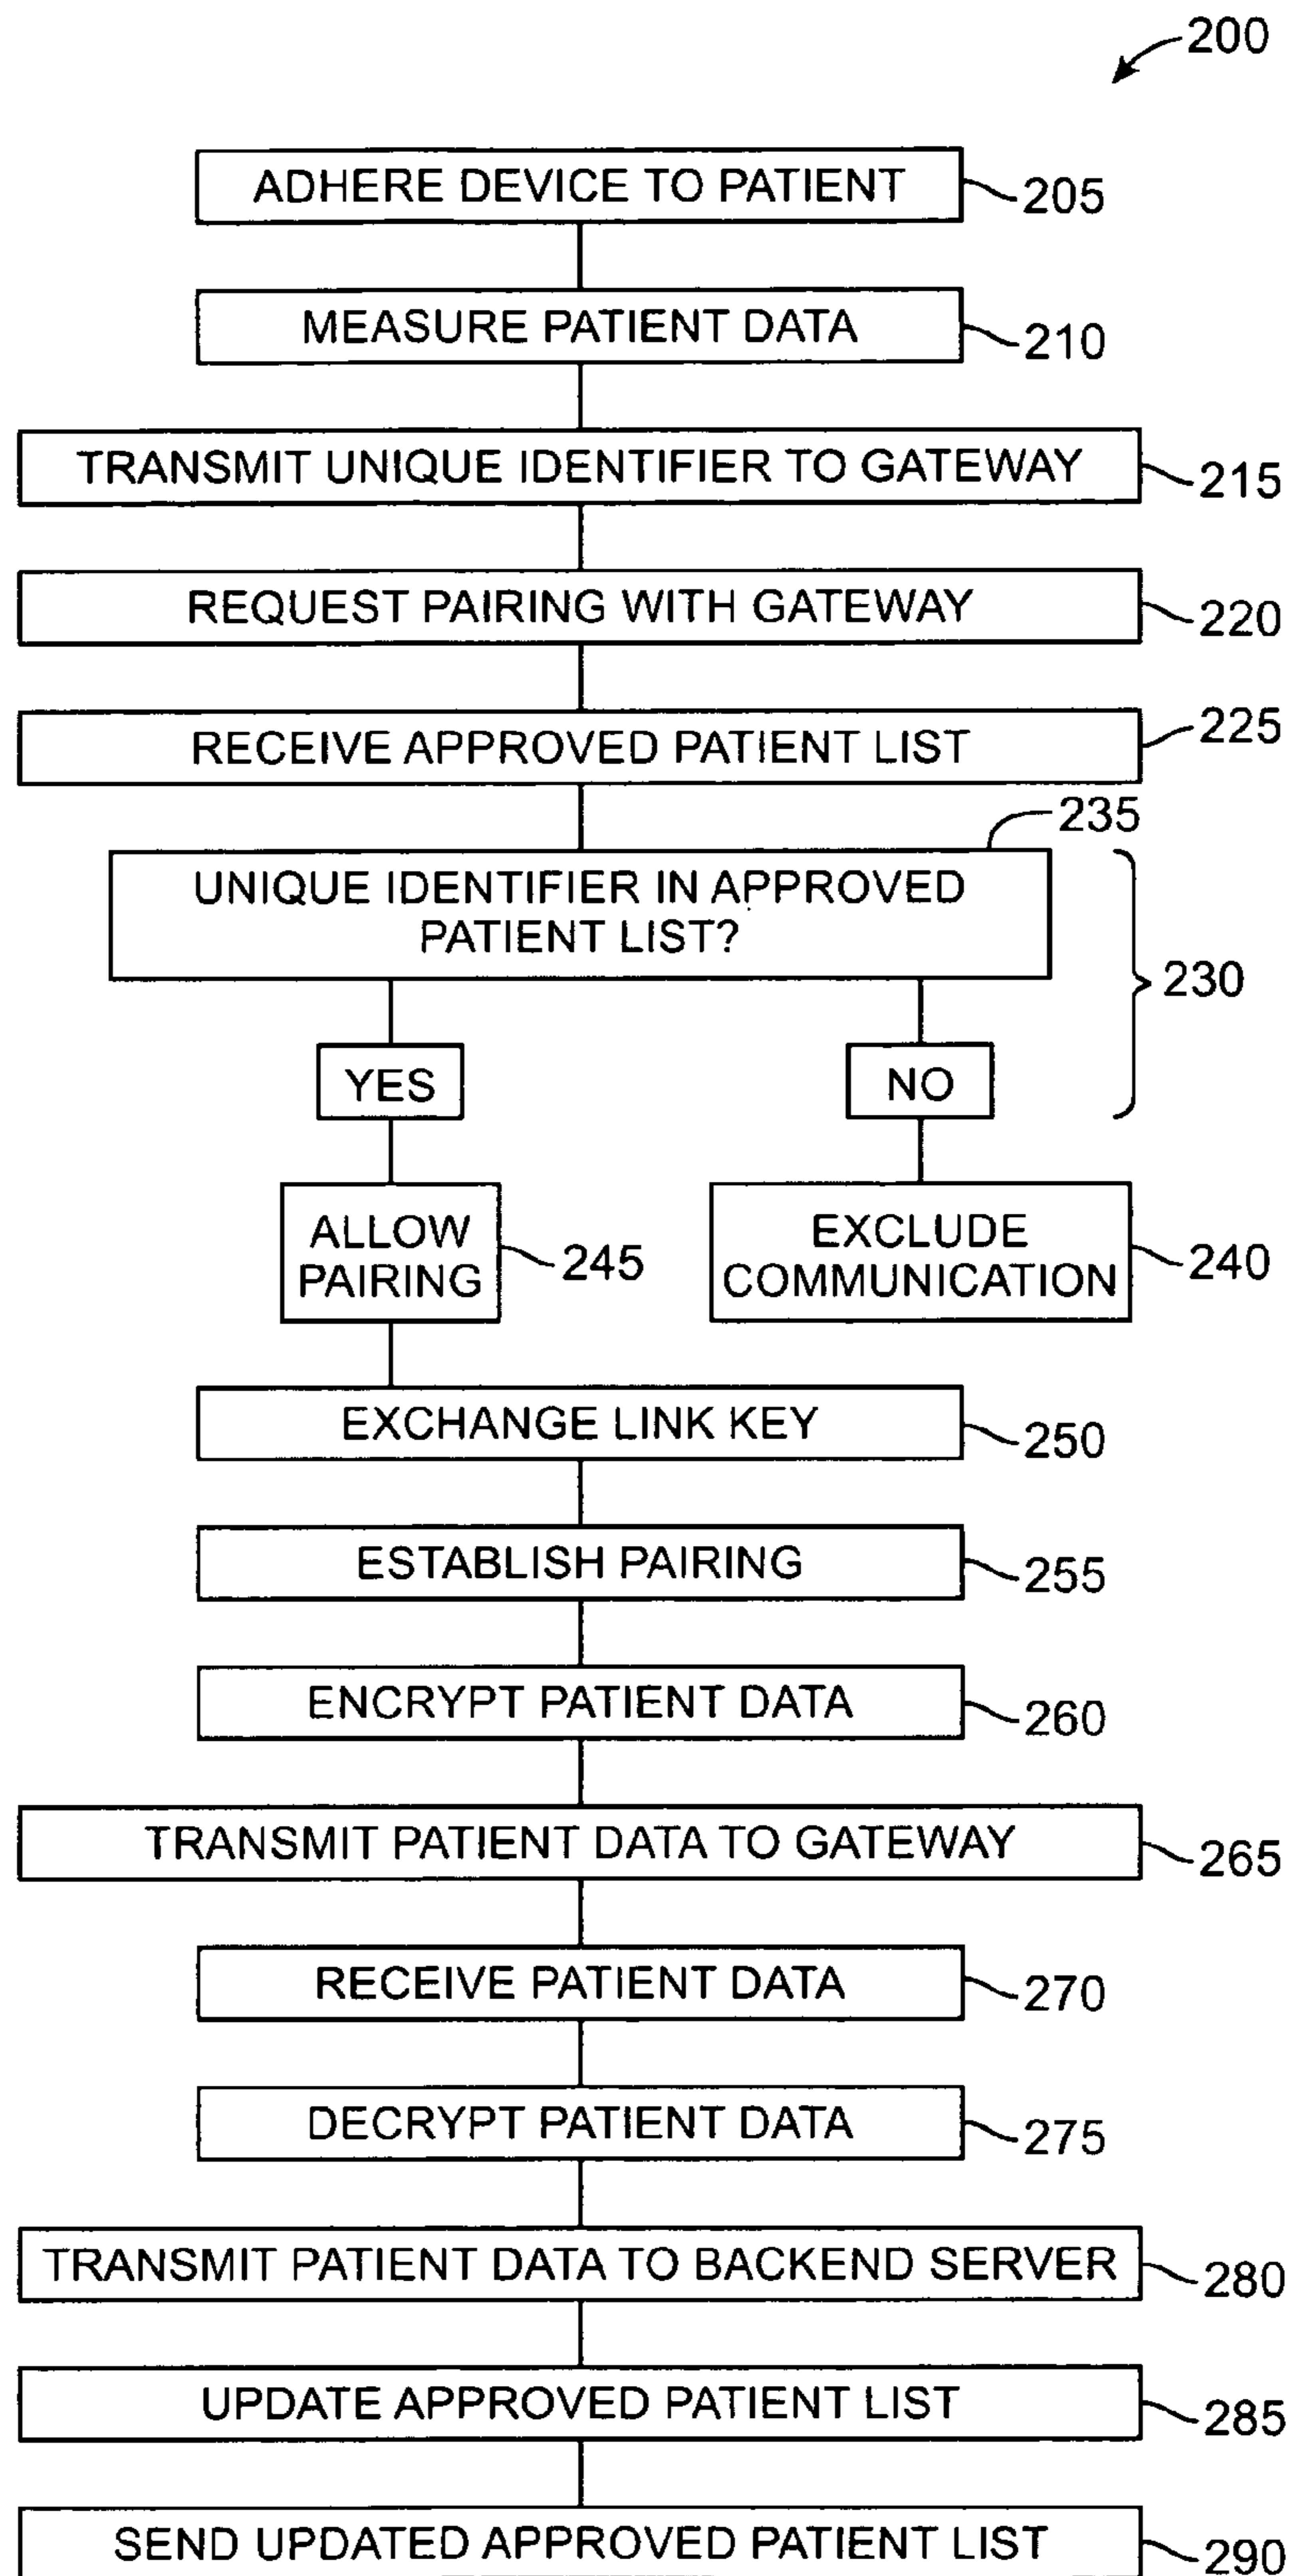 200
ADHERE DEVICE TO PATIENT
205
MEASURE PATIENT DATA
210
TRANSMIT UNIQUE IDENTIFIER TO GATEWAY
215
REQUEST PAIRING WITH GATEWAY
220
RECEIVE APPROVED PATIENT LIST
225
235
UNIQUE IDENTIFIER IN APPROVED
PATIENT LIST?
230
YES
NO
ALLOW
PAIRING
245
EXCLUDE
COMMUNICATION
240
EXCHANGE LINK KEY
250
ESTABLISH PAIRING
255
ENCRYPT PATIENT DATA
260
TRANSMIT PATIENT DATA TO GATEWAY
265
RECEIVE PATIENT DATA
270
DECRYPT PATIENT DATA
275
TRANSMIT PATIENT DATA TO BACKEND SERVER
280
UPDATE APPROVED PATIENT LIST
285
SEND UPDATED APPROVED PATIENT LIST
290